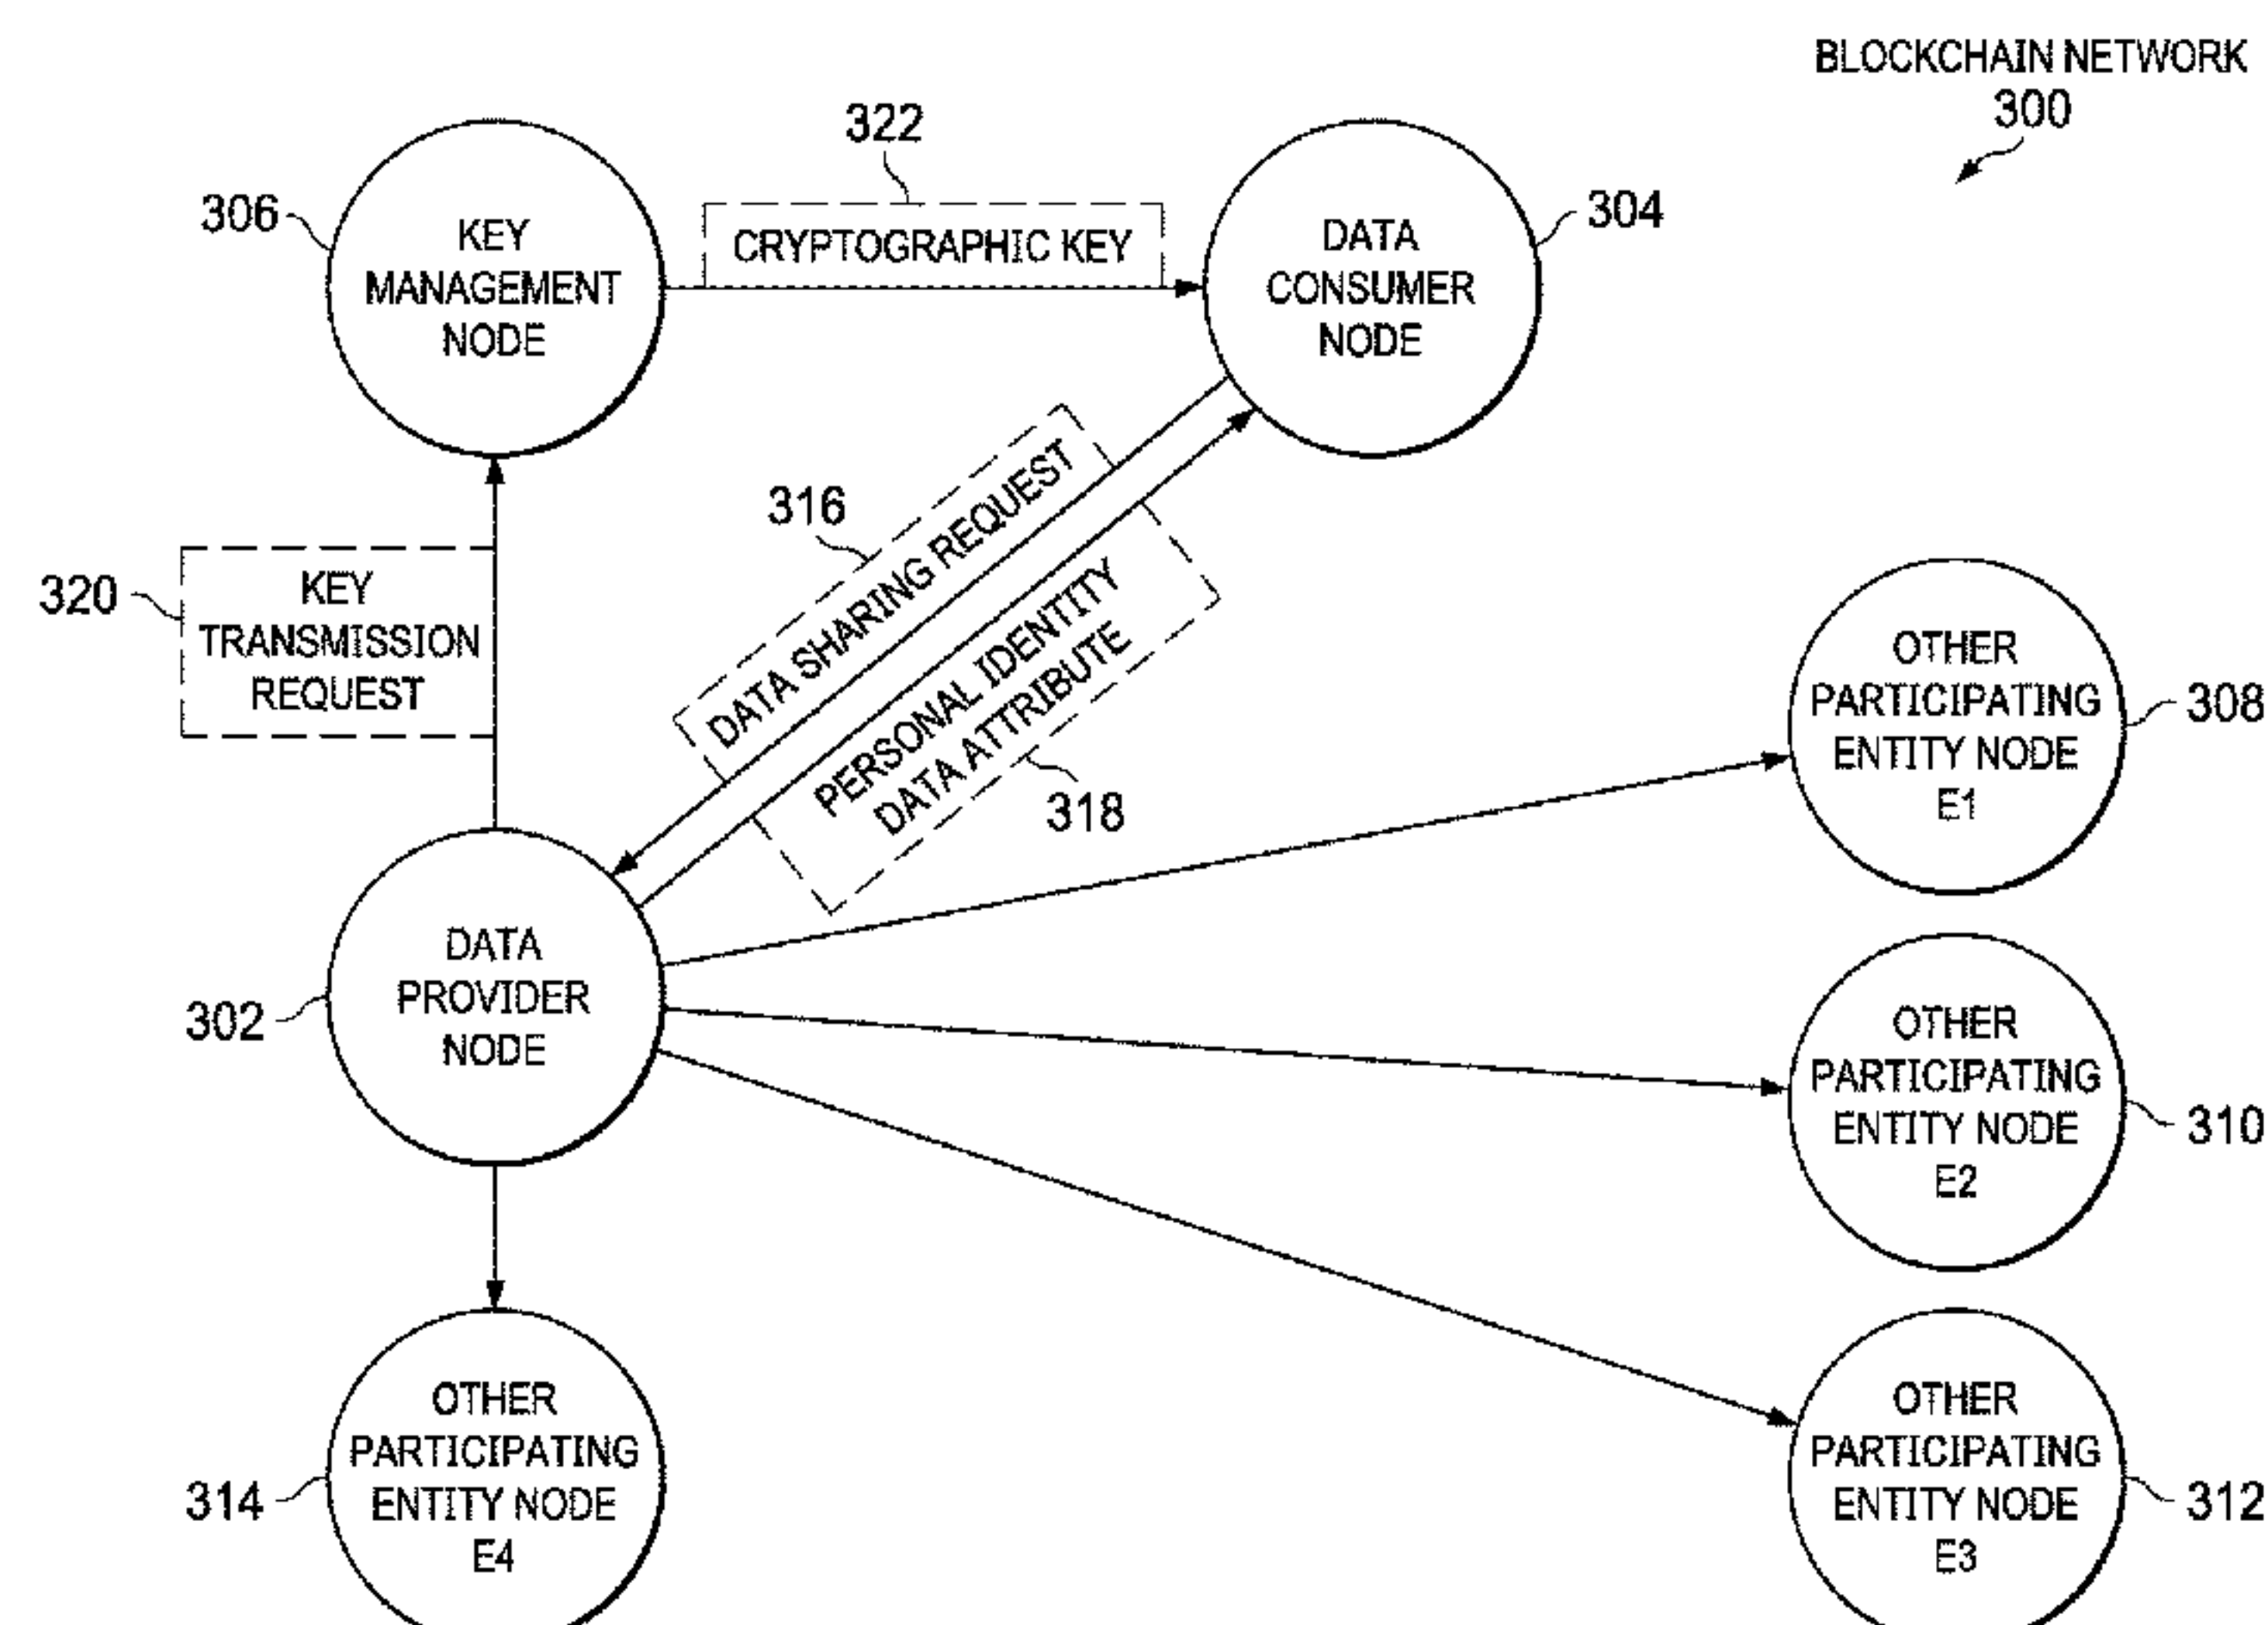 BLOCKCHAIN NETWORK
300
322
306
KEY
MANAGEMENT
NODE
CRYPTOGRAPHIC KEY
DATA
CONSUMER
NODE
304
316
DATA SHARING REQUEST
320
KEY
TRANSMISSION
REQUEST
PERSONAL IDENTITY
DATA ATTRIBUTE
318
OTHER
PARTICIPATING
ENTITY NODE
E1
308
DATA
PROVIDER
NODE
302
OTHER
PARTICIPATING
ENTITY NODE
E2
310
OTHER
PARTICIPATING
ENTITY NODE
E4
314
OTHER
PARTICIPATING
ENTITY NODE
E3
312